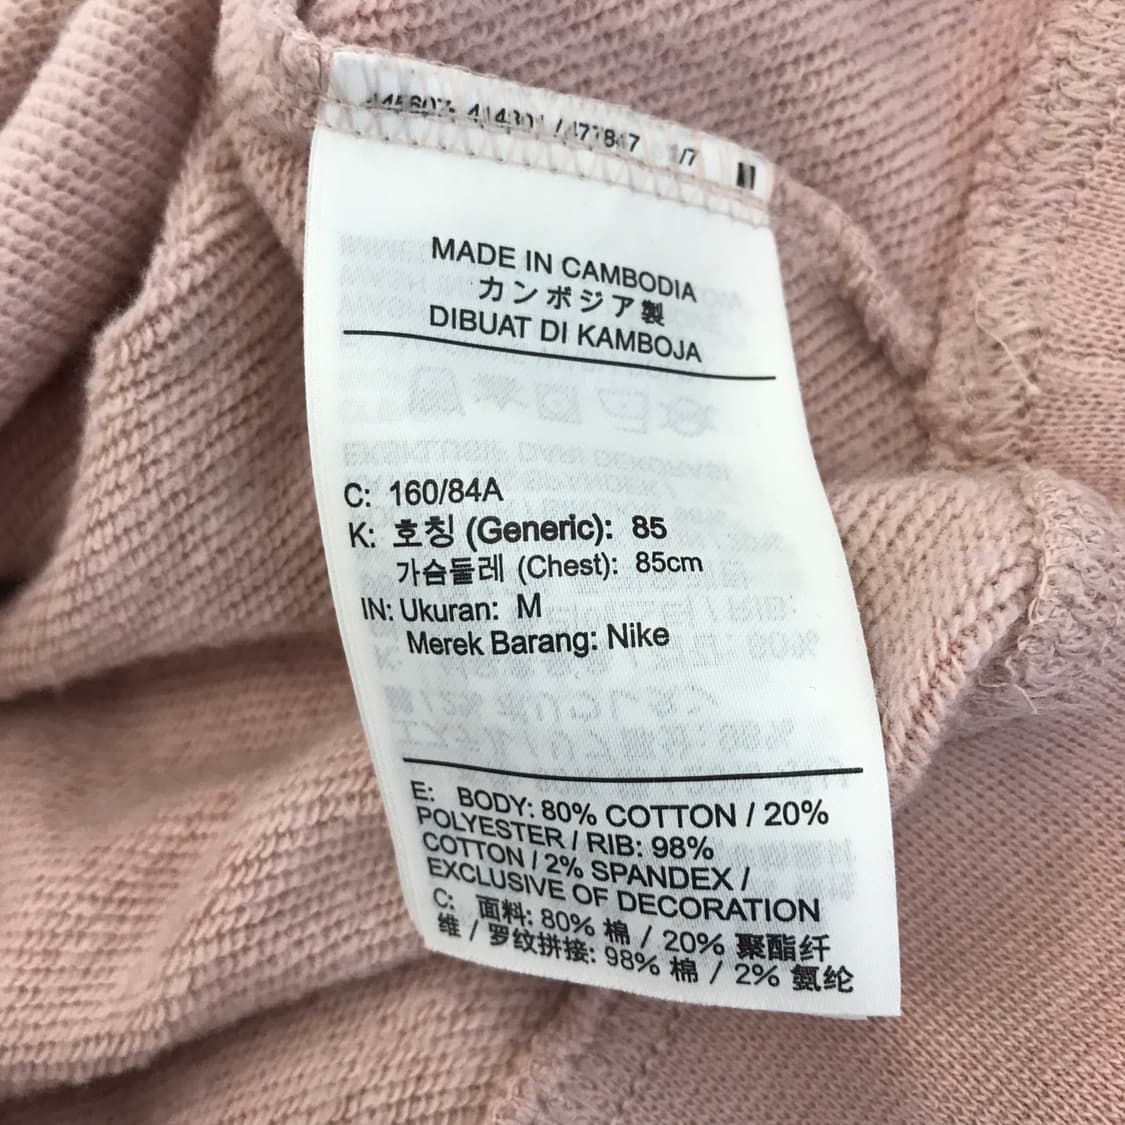 MADE IN CAMBODIA
カンボジア製
DIBUAT DI KAMBOJA
C: 160/84A
K: 호칭 (Generic): 85
가슴둘레 (Chest): 85cm
IN: Ukuran: M
Merek Barang: Nike
E: BODY: 80% COTTON / 20%
POLYESTER / RIB: 98%
COTTON / 2% SPANDEX /
EXCLUSIVE OF DECORATION
C: 面料: 80% 棉 / 20% 聚酯纤
维 / 罗纹拼接: 98% 棉 / 2% 氨纶